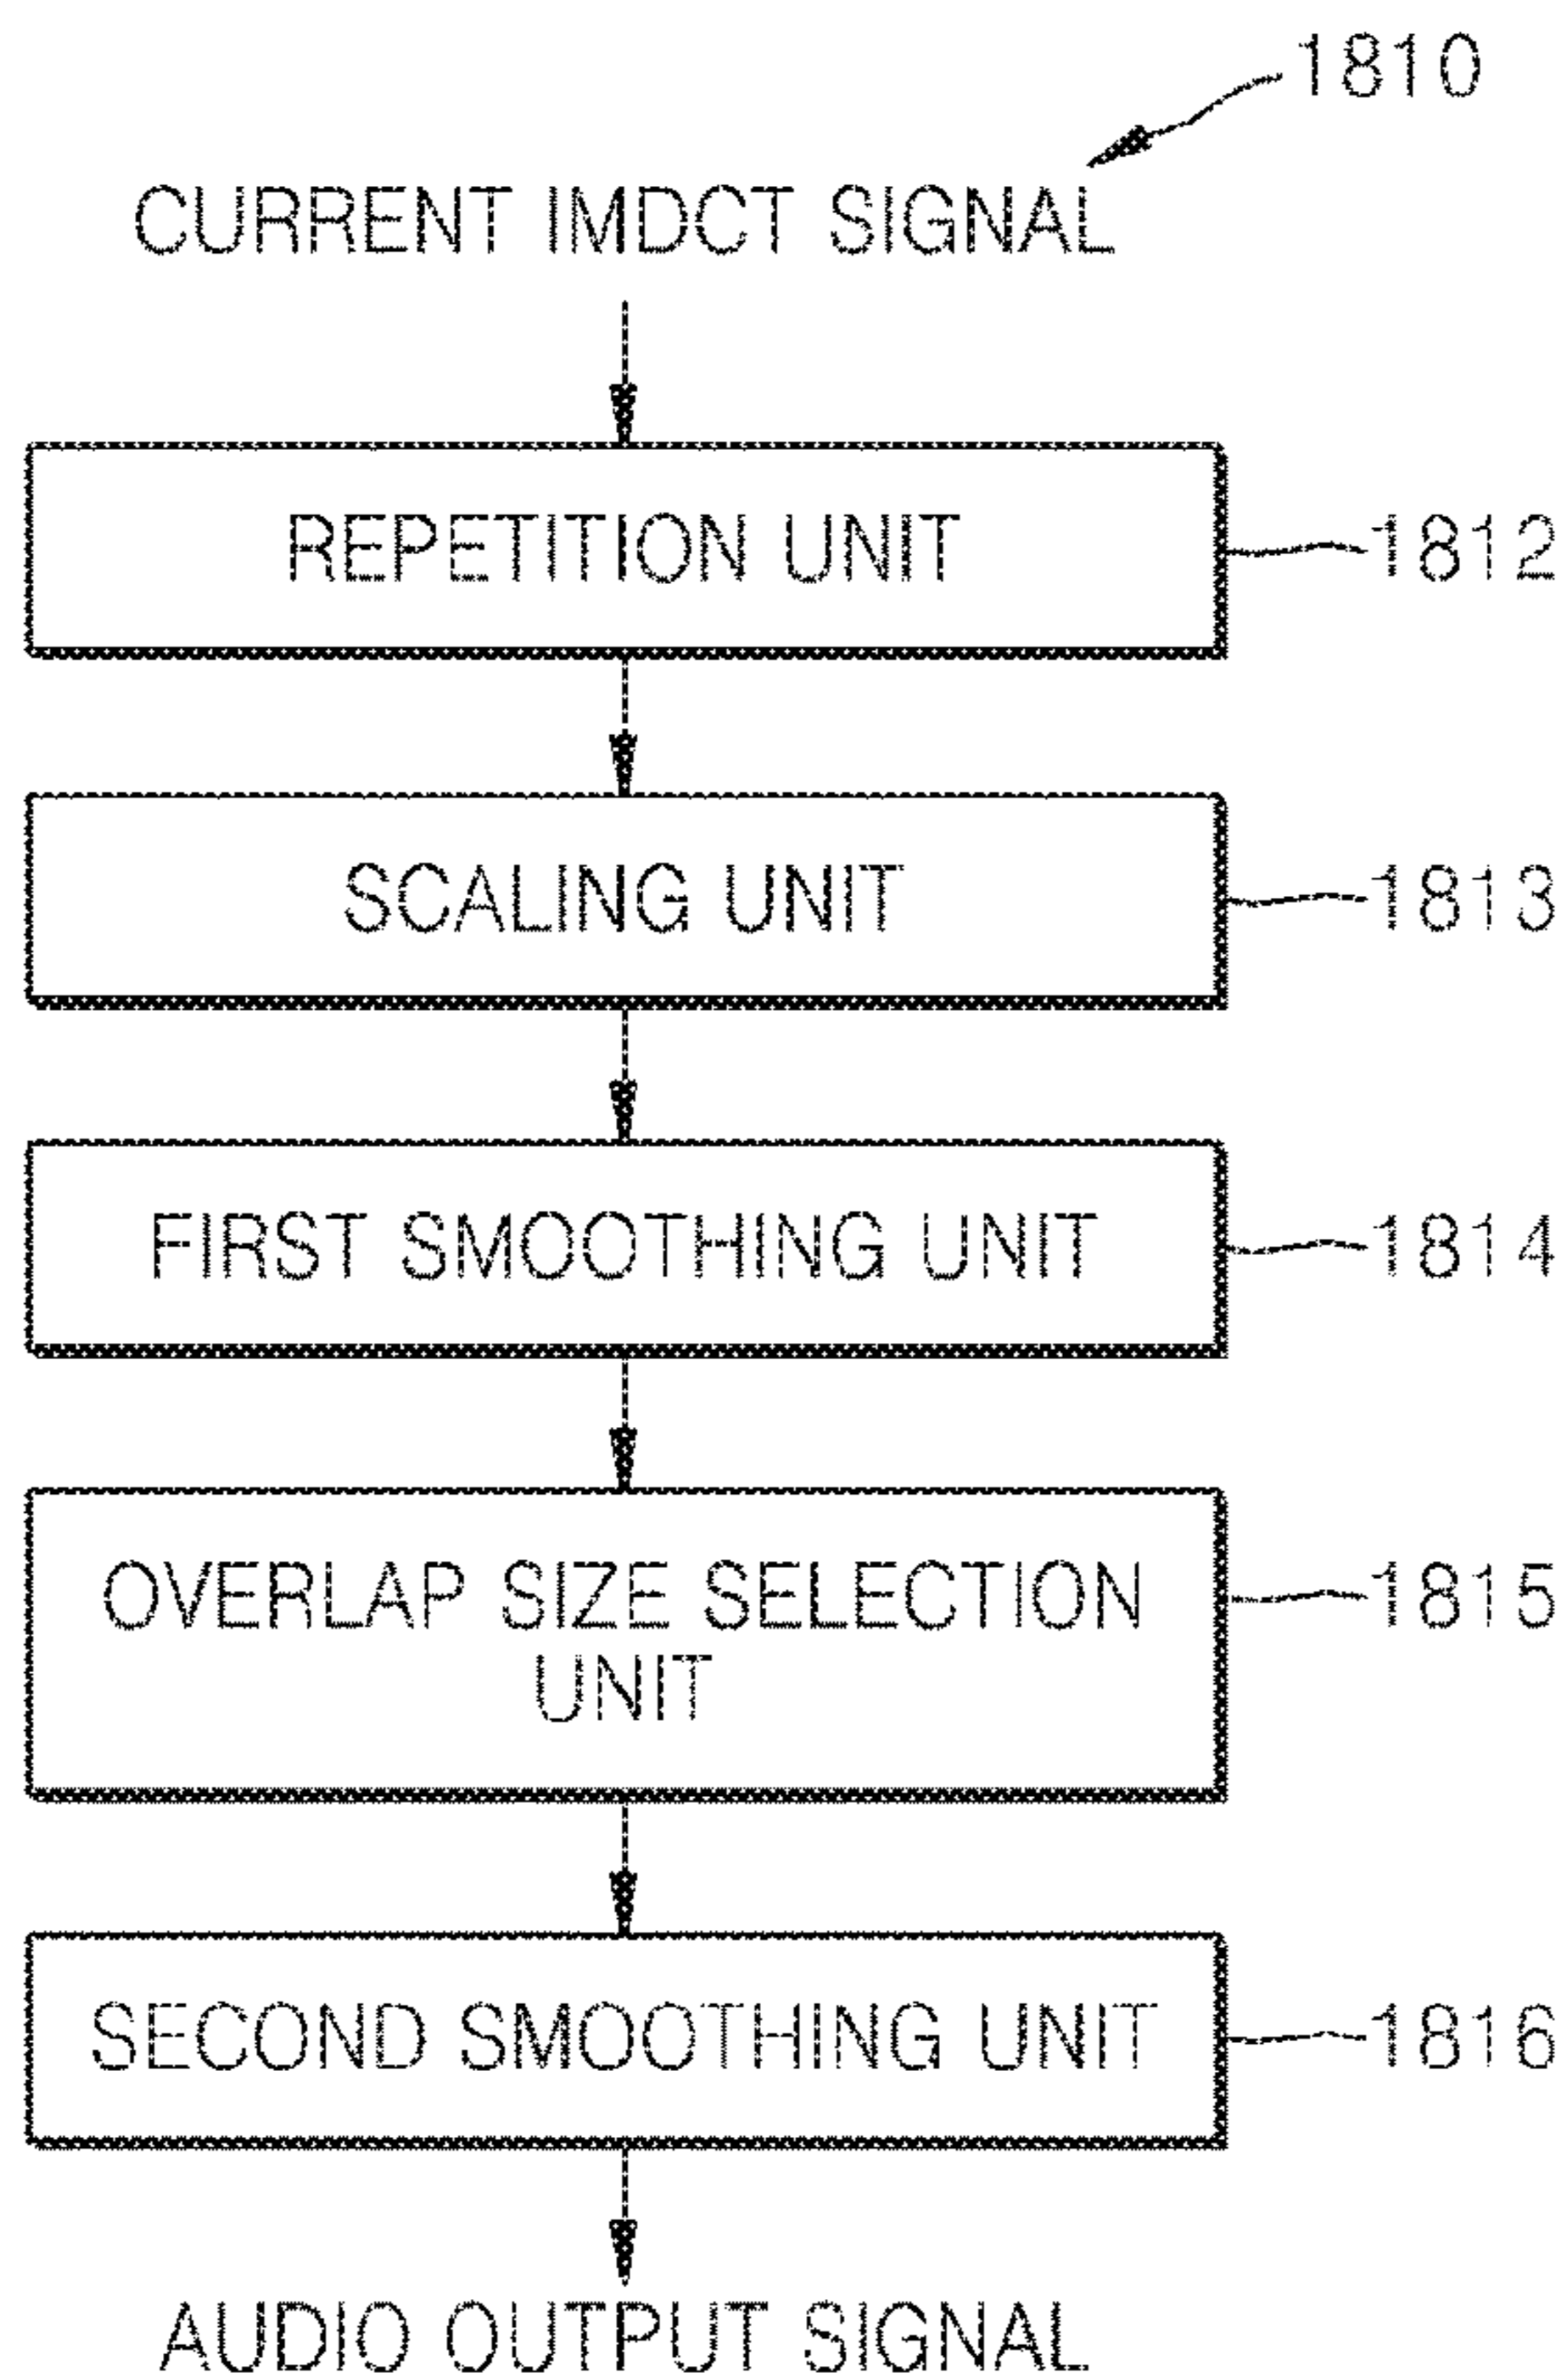 1810
CURRENT IMDCT SIGNAL
REPETITION UNIT
1812
SCALING UNIT
1813
FIRST SMOOTHING UNIT
1814
OVERLAP SIZE SELECTION
UNIT
1815
SECOND SMOOTHING UNIT
1816
AUDIO OUTPUT SIGNAL